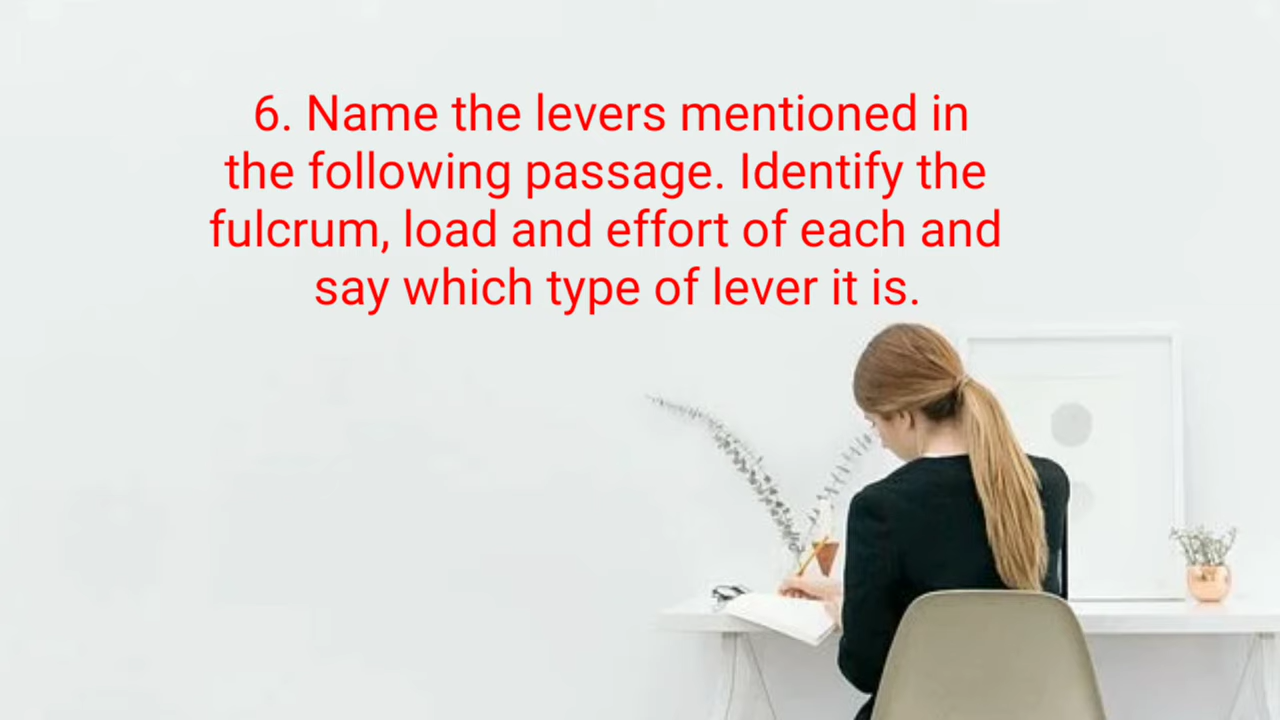 6. Name the levers mentioned in
the following passage. Identify the
fulcrum, load and effort of each and
say which type of lever it is.